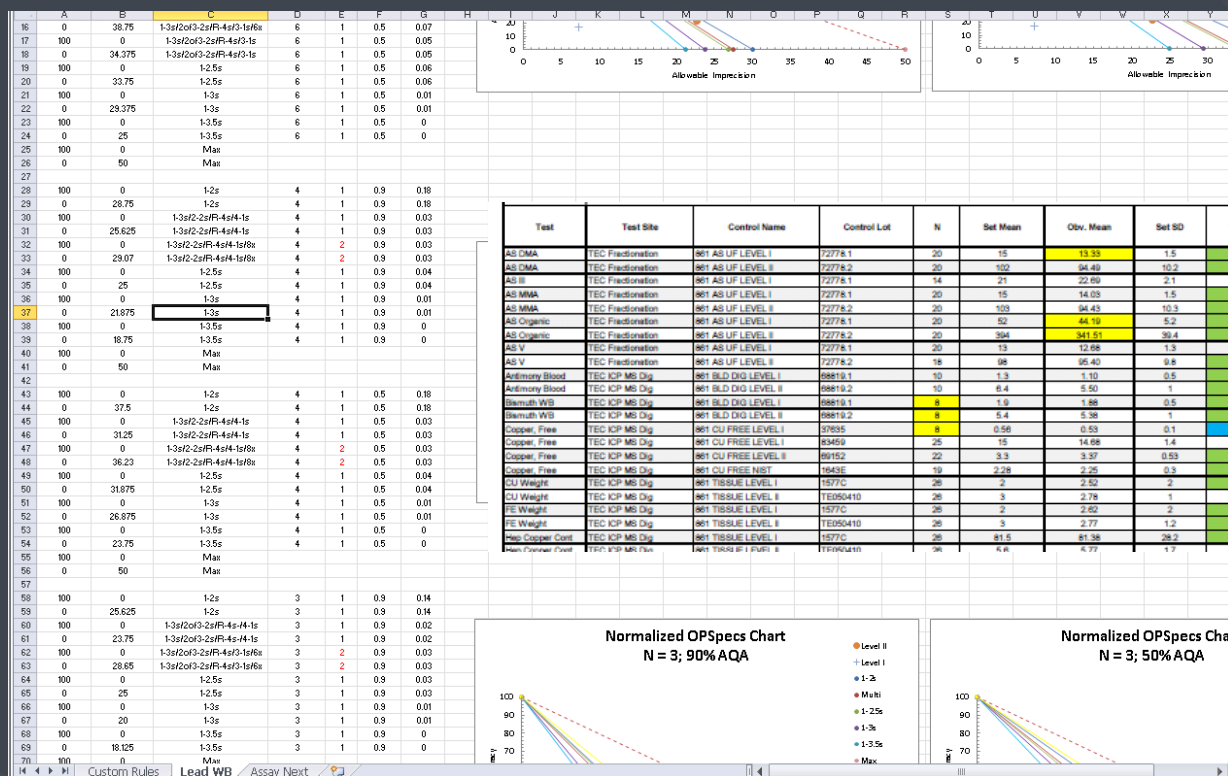 A B C D E F G H I J K L M N O P Q R S T U V W X Y
16 0 38.75 1-3s/2of3-2s/R-4s/3-1s/6x 6 1 0.5 0.07
17 100 0 1-3s/2of3-2s/R-4s/3-1s 6 1 0.5 0.05
18 0 34.375 1-3s/2of3-2s/R-4s/3-1s 6 1 0.5 0.05
19 100 0 1-2.5s 6 1 0.5 0.06
20 0 33.75 1-2.5s 6 1 0.5 0.06
21 100 0 1-3s 6 1 0.5 0.01
22 0 29.375 1-3s 6 1 0.5 0.01
23 100 0 1-3.5s 6 1 0.5 0
24 0 25 1-3.5s 6 1 0.5 0
25 100 0 Max
26 0 50 Max
27
28 100 0 1-2s 4 1 0.9 0.18
29 0 28.75 1-2s 4 1 0.9 0.18
30 100 0 1-3s/2-2s/R-4s/4-1s 4 1 0.9 0.03
31 0 25.625 1-3s/2-2s/R-4s/4-1s 4 1 0.9 0.03
32 100 0 1-3s/2-2s/R-4s/4-1s/8x 4 2 0.9 0.03
33 0 29.07 1-3s/2-2s/R-4s/4-1s/8x 4 2 0.9 0.03
34 100 0 1-2.5s 4 1 0.9 0.04
35 0 25 1-2.5s 4 1 0.9 0.04
36 100 0 1-3s 4 1 0.9 0.01
37 0 21.875 1-3s 4 1 0.9 0.01
38 100 0 1-3.5s 4 1 0.9 0
39 0 18.75 1-3.5s 4 1 0.9 0
40 100 0 Max
41 0 50 Max
42
43 100 0 1-2s 4 1 0.5 0.18
44 0 37.5 1-2s 4 1 0.5 0.18
45 100 0 1-3s/2-2s/R-4s/4-1s 4 1 0.5 0.03
46 0 31.25 1-3s/2-2s/R-4s/4-1s 4 1 0.5 0.03
47 100 0 1-3s/2-2s/R-4s/4-1s/8x 4 2 0.5 0.03
48 0 36.23 1-3s/2-2s/R-4s/4-1s/8x 4 2 0.5 0.03
49 100 0 1-2.5s 4 1 0.5 0.04
50 0 31.875 1-2.5s 4 1 0.5 0.04
51 100 0 1-3s 4 1 0.5 0.01
52 0 26.875 1-3s 4 1 0.5 0.01
53 100 0 1-3.5s 4 1 0.5 0
54 0 23.75 1-3.5s 4 1 0.5 0
55 100 0 Max
56 0 50 Max
57
58 100 0 1-2s 3 1 0.9 0.14
59 0 25.625 1-2s 3 1 0.9 0.14
60 100 0 1-3s/2of3-2s/R-4s-/4-1s 3 1 0.9 0.02
61 0 23.75 1-3s/2of3-2s/R-4s-/4-1s 3 1 0.9 0.02
62 100 0 1-3s/2of3-2s/R-4s/3-1s/6x 3 2 0.9 0.03
63 0 28.65 1-3s/2of3-2s/R-4s/3-1s/6x 3 2 0.9 0.03
64 100 0 1-2.5s 3 1 0.9 0.03
65 0 25 1-2.5s 3 1 0.9 0.03
66 100 0 1-3s 3 1 0.9 0.01
67 0 20 1-3s 3 1 0.9 0.01
68 100 0 1-3.5s 3 1 0.9 0
69 0 18.125 1-3.5s 3 1 0.9 0
70 100 0 Max
20
10
0
0 5 10 15 20 25 30 35 40 45 50
Allowable Imprecision
20
10
0
0 5 10 15 20 25 30
Allowable Imprecision
Test Test Site Control Name Control Lot N Set Mean Obv. Mean Set SD
AS DMA TEC Fractionation 861 AS UF LEVEL I 72778.1 20 15 13.33 1.5
AS DMA TEC Fractionation 861 AS UF LEVEL II 72778.2 20 102 94.49 10.2
AS III TEC Fractionation 861 AS UF LEVEL I 72778.1 14 21 22.69 2.1
AS MMA TEC Fractionation 861 AS UF LEVEL I 72778.1 20 15 14.03 1.5
AS MMA TEC Fractionation 861 AS UF LEVEL II 72778.2 20 103 94.43 10.3
AS Organic TEC Fractionation 861 AS UF LEVEL I 72778.1 20 52 44.19 5.2
AS Organic TEC Fractionation 861 AS UF LEVEL II 72778.2 20 394 341.51 39.4
AS V TEC Fractionation 861 AS UF LEVEL I 72778.1 20 13 12.68 1.3
AS V TEC Fractionation 861 AS UF LEVEL II 72778.2 18 98 95.40 9.8
Antimony Blood TEC ICP MS Dig 861 BLD DIG LEVEL I 68819.1 10 1.3 1.10 0.5
Antimony Blood TEC ICP MS Dig 861 BLD DIG LEVEL II 68819.2 10 6.4 5.50 1
Bismuth WB TEC ICP MS Dig 861 BLD DIG LEVEL I 68819.1 8 1.9 1.88 0.5
Bismuth WB TEC ICP MS Dig 861 BLD DIG LEVEL II 68819.2 8 5.4 5.38 1
Copper, Free TEC ICP MS Dig 861 CU FREE LEVEL I 37635 8 0.56 0.53 0.1
Copper, Free TEC ICP MS Dig 861 CU FREE LEVEL I 83459 25 15 14.68 1.4
Copper, Free TEC ICP MS Dig 861 CU FREE LEVEL II 69152 22 3.3 3.37 0.53
Copper, Free TEC ICP MS Dig 861 CU FREE NIST 1643E 19 2.28 2.25 0.3
CU Weight TEC ICP MS Dig 861 TISSUE LEVEL I 1577C 26 2 2.52 2
CU Weight TEC ICP MS Dig 861 TISSUE LEVEL II TE050410 26 3 2.78 1
FE Weight TEC ICP MS Dig 861 TISSUE LEVEL I 1577C 26 2 2.62 2
FE Weight TEC ICP MS Dig 861 TISSUE LEVEL II TE050410 26 3 2.77 1.2
Hep Copper Cont TEC ICP MS Dig 861 TISSUE LEVEL I 1577C 26 81.5 81.38 28.2
Hep Copper Cont TEC ICP MS Dig 861 TISSUE LEVEL II TE050410 26 5.6 5.77 1.7
Normalized OPSpecs Chart
N = 3; 90% AQA
100
90
80
70
Level II
Level I
1-2s
Multi
1-2.5s
1-3s
1-3.5s
Max
Normalized OPSpecs Cha
N = 3; 50% AQA
100
90
80
70
Custom Rules Lead WB Assay Next